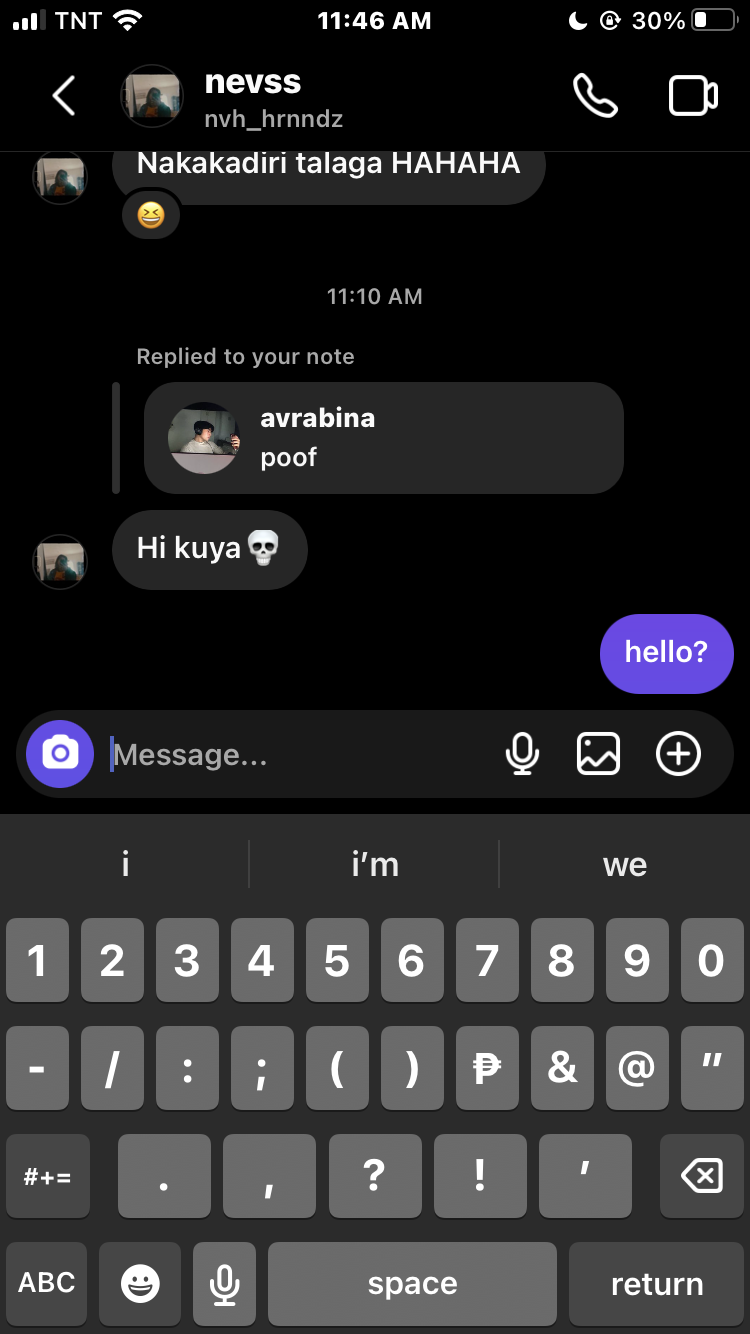 TNT 11:46 AM 30%
nevss
nvh_hrnndz
Nakakadiri talaga HAHAHA
😆
11:10 AM
Replied to your note
avrabina
poof
Hi kuya💀
hello?
Message...
i i’m we
1 2 3 4 5 6 7 8 9 0
- / : ; ( ) ₱ & @ "
#+= . , ? ! ’
ABC space return